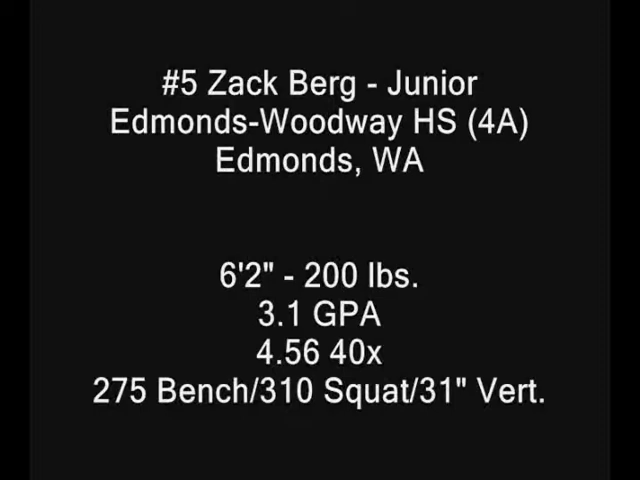 #5 Zack Berg - Junior
Edmonds-Woodway HS (4A)
Edmonds, WA
6'2" - 200 lbs.
3.1 GPA
4.56 40x
275 Bench/310 Squat/31" Vert.